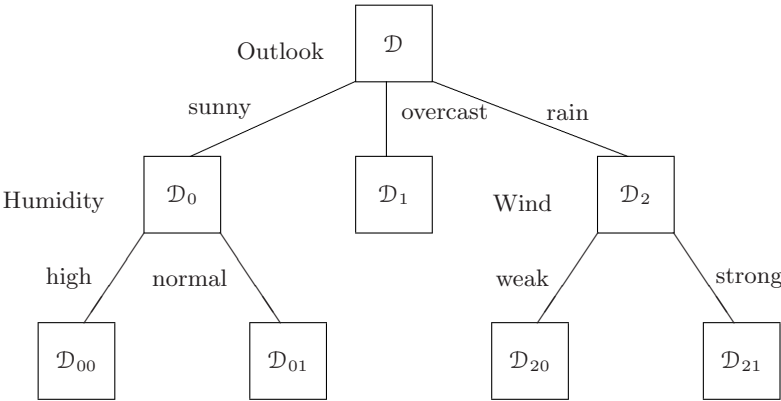 𝒟
Outlook
sunny overcast rain
Humidity 𝒟₀ 𝒟₁ Wind 𝒟₂
high normal weak strong
𝒟₀₀ 𝒟₀₁ 𝒟₂₀ 𝒟₂₁